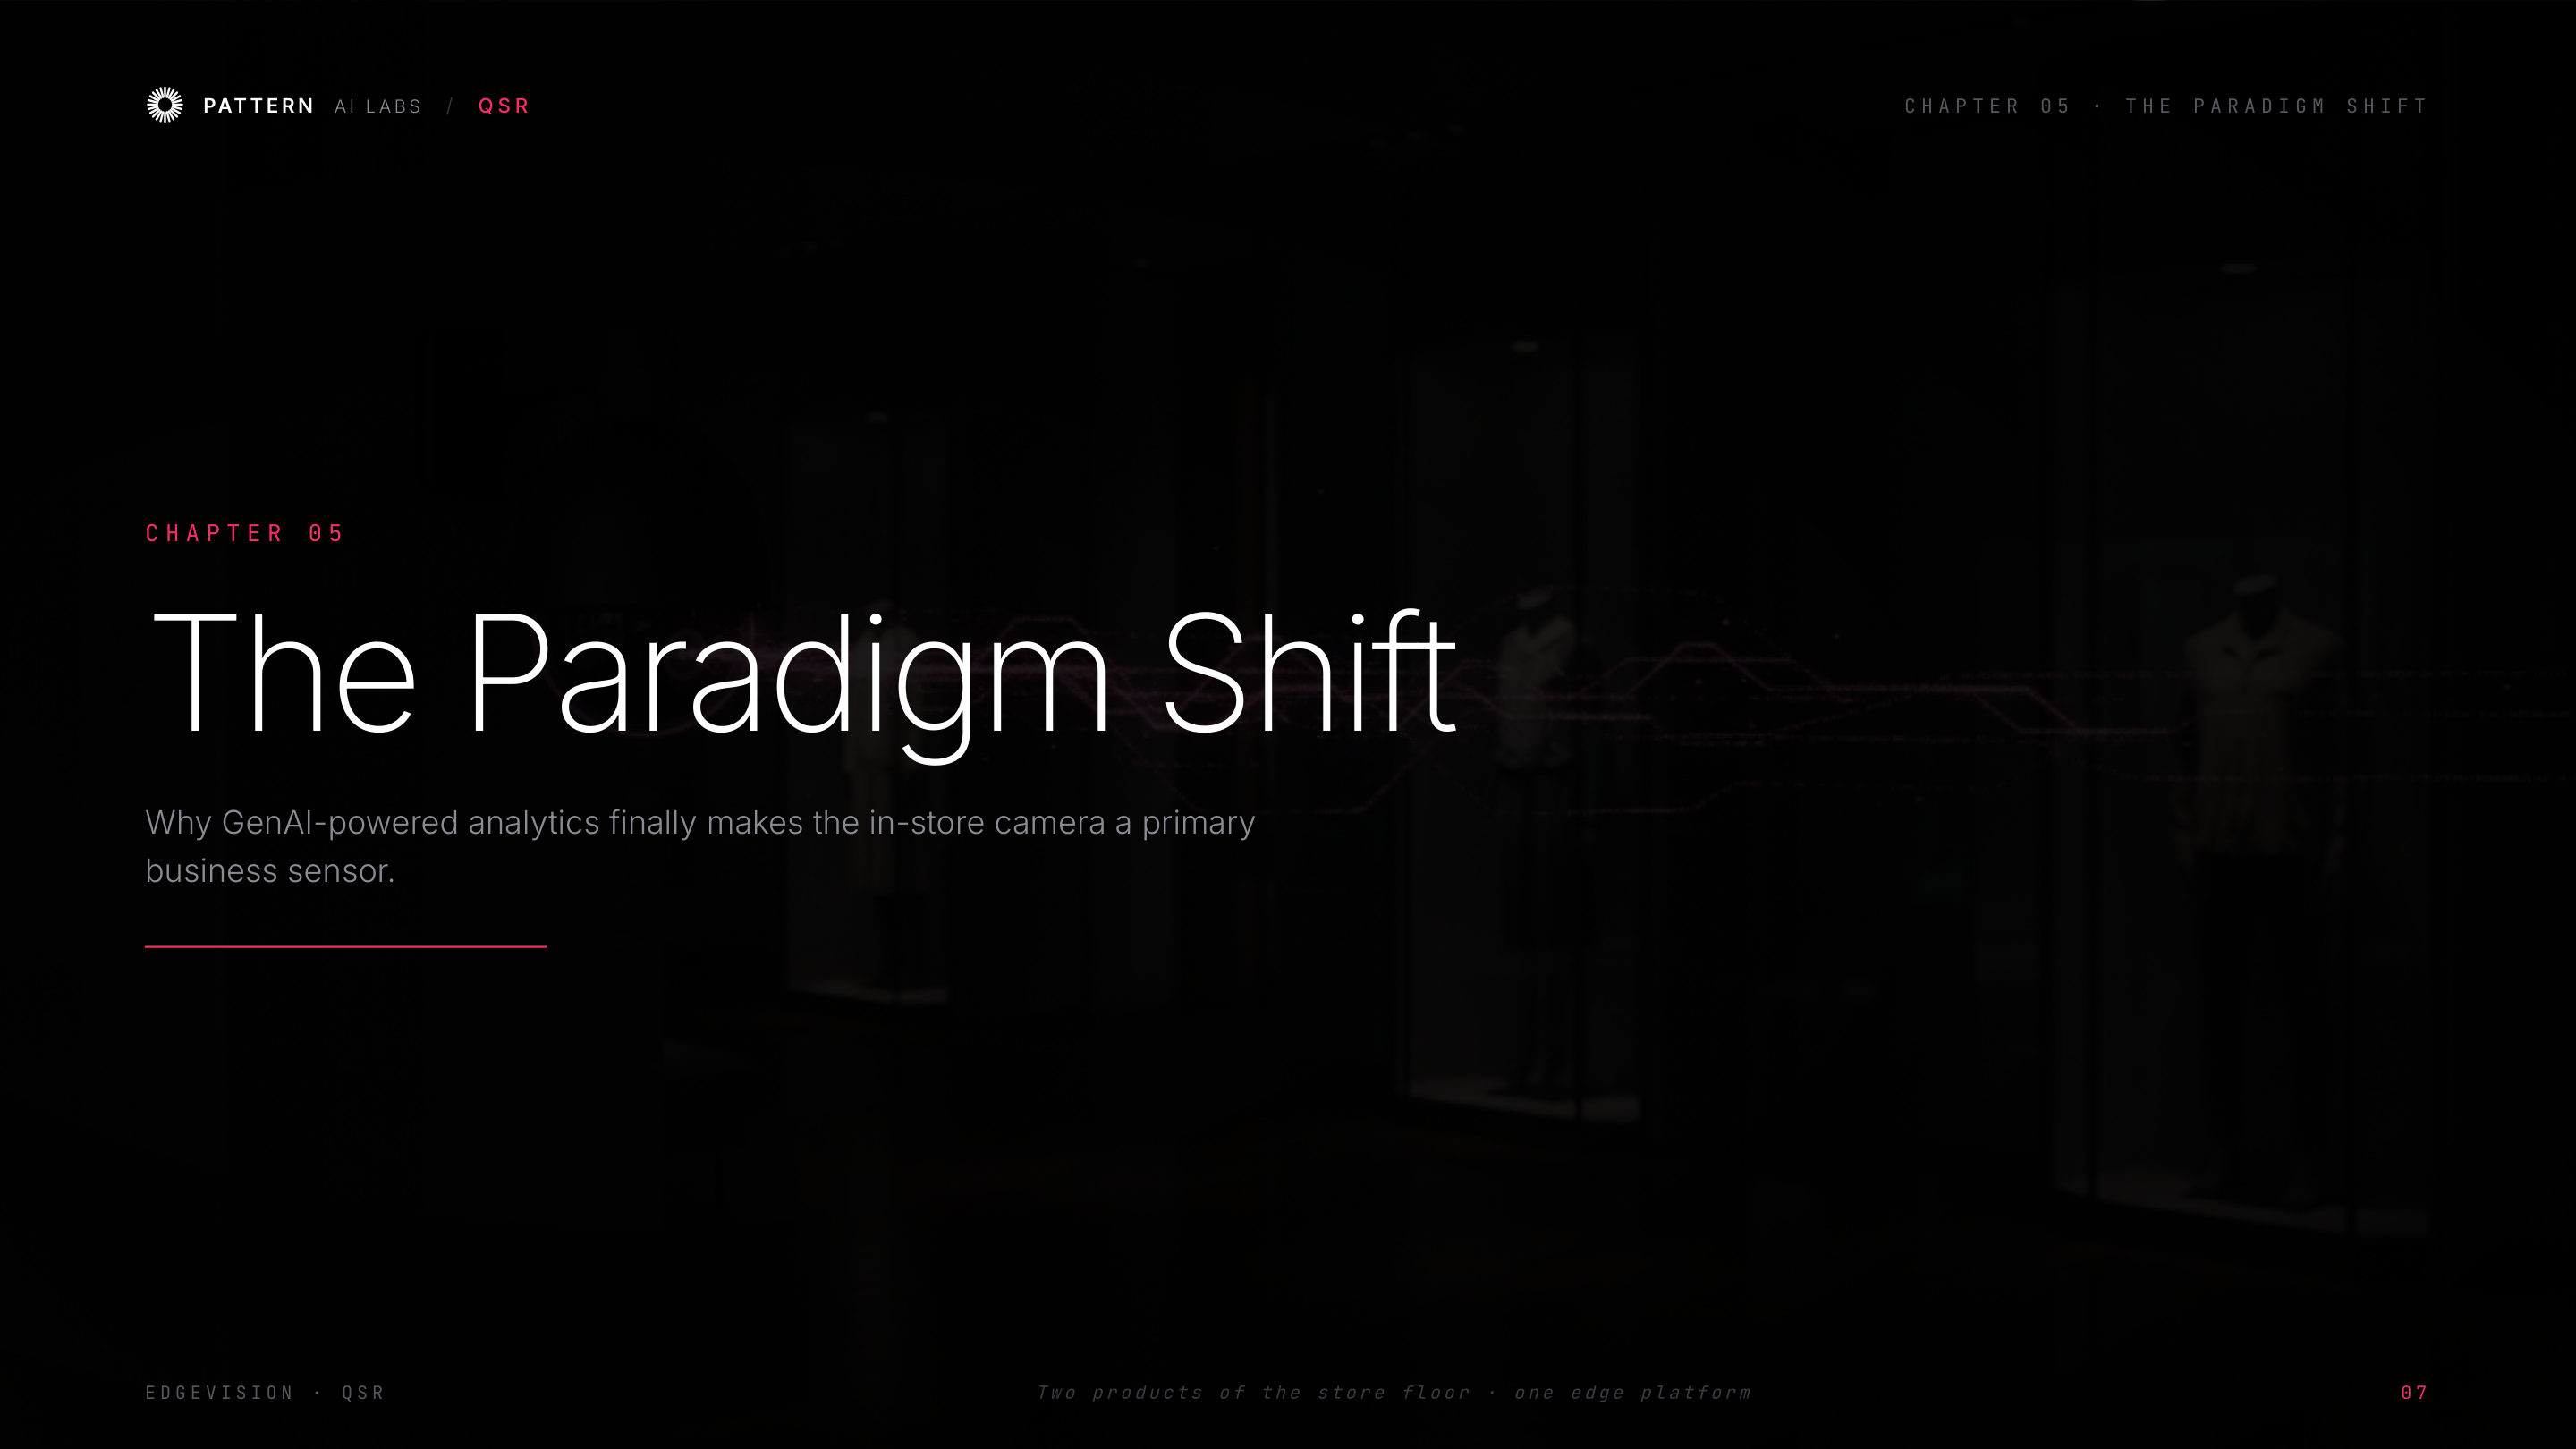 PATTERN AI LABS / QSR
CHAPTER 05 · THE PARADIGM SHIFT
CHAPTER 05
The Paradigm Shift
Why GenAI-powered analytics finally makes the in-store camera a primary
business sensor.
EDGEVISION · QSR
Two products of the store floor · one edge platform
07